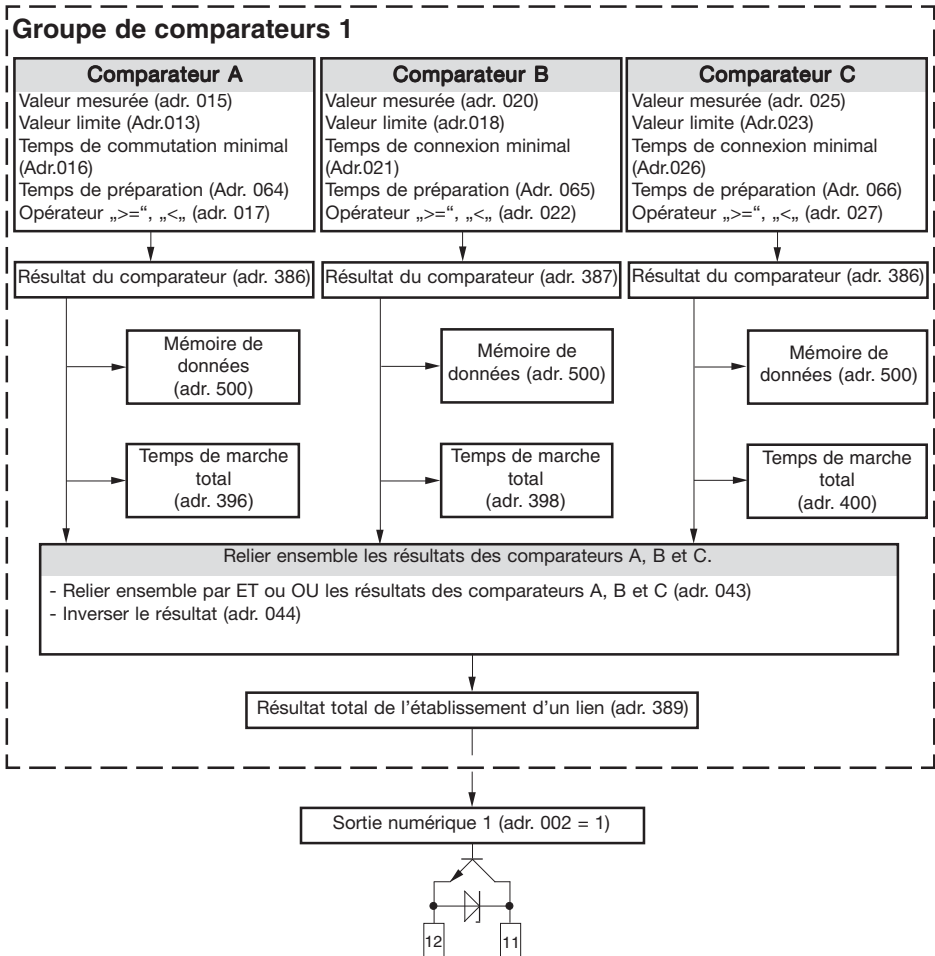 Groupe de comparateurs 1
Comparateur A
Valeur mesurée (adr. 015)
Valeur limite (Adr.013)
Temps de commutation minimal
(Adr.016)
Temps de préparation (Adr. 064)
Opérateur „>=“, „<„ (adr. 017)
Comparateur B
Valeur mesurée (adr. 020)
Valeur limite (adr.018)
Temps de connexion minimal
(Adr.021)
Temps de préparation (Adr. 065)
Opérateur „>=“, „<„ (adr. 022)
Comparateur C
Valeur mesurée (adr. 025)
Valeur limite (Adr.023)
Temps de connexion minimal
(Adr.026)
Temps de préparation (Adr. 066)
Opérateur „>=“, „<„ (adr. 027)
Résultat du comparateur (adr. 386)
Résultat du comparateur (adr. 387)
Résultat du comparateur (adr. 386)
Mémoire de
données
(adr. 500)
Mémoire de
données (adr. 500)
Mémoire de
données (adr. 500)
Temps de marche
total
(adr. 396)
Temps de marche
total
(adr. 398)
Temps de marche
total
(adr. 400)
Relier ensemble les résultats des comparateurs A, B et C.
- Relier ensemble par ET ou OU les résultats des comparateurs A, B et C (adr. 043)
- Inverser le résultat (adr. 044)
Résultat total de l’établissement d’un lien (adr. 389)
Sortie numérique 1 (adr. 002 = 1)
12
11